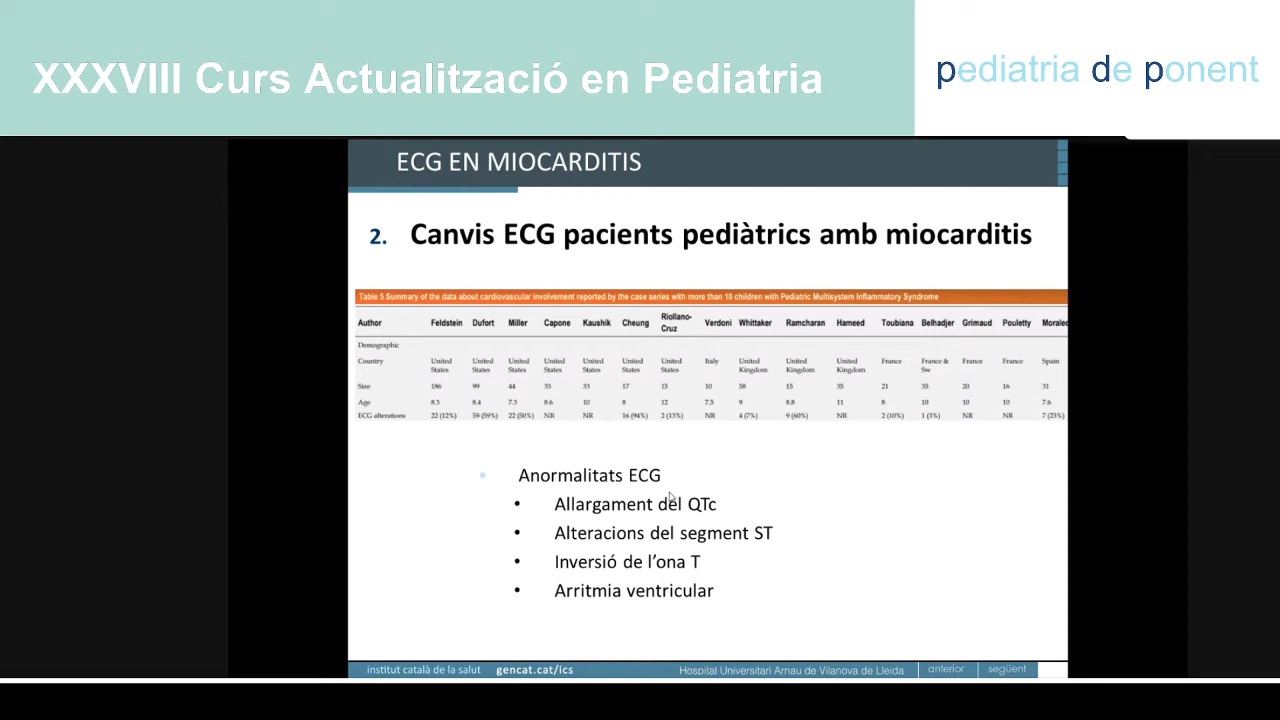 XXXVIII Curs Actualització en Pediatria
pediatria de ponent
ECG EN MIOCARDITIS
2. Canvis ECG pacients pediàtrics amb miocarditis
Table 5 Summary of the data about cardiovascular involvement reported by the case series with more than 10 children with Pediatric Multisystem Inflammatory Syndrome
Author Feldstein Dufort Miller Capone Kaushik Cheung Riollano-Cruz Verdoni Whittaker Ramcharan Hameed Toubiana Belhadjer Grimaud Pouletty
Demographic
Country United States United States United States United States United States United States United States Italy United Kingdom United Kingdom United Kingdom France France & Sw France France Spain
Size 186 99 44 33 33 17 15 10 58 15 35 21 35 20 16 31
Age 8.3 8.4 7.3 8.6 10 8 12 7.5 9 8.8 11 8 10 10 10 7.6
ECG alterations 22 (12%) 59 (59%) 22 (50%) NR NR 16 (94%) 2 (13%) NR 4 (7%) 9 (60%) NR 2 (10%) 1 (3%) NR NR 7 (23%)
• Anormalitats ECG
• Allargament del QTc
• Alteracions del segment ST
• Inversió de l’ona T
• Arritmia ventricular
institut català de la salut gencat.cat/ics Hospital Universitari Arnau de Vilanova de Lleida anterior següent